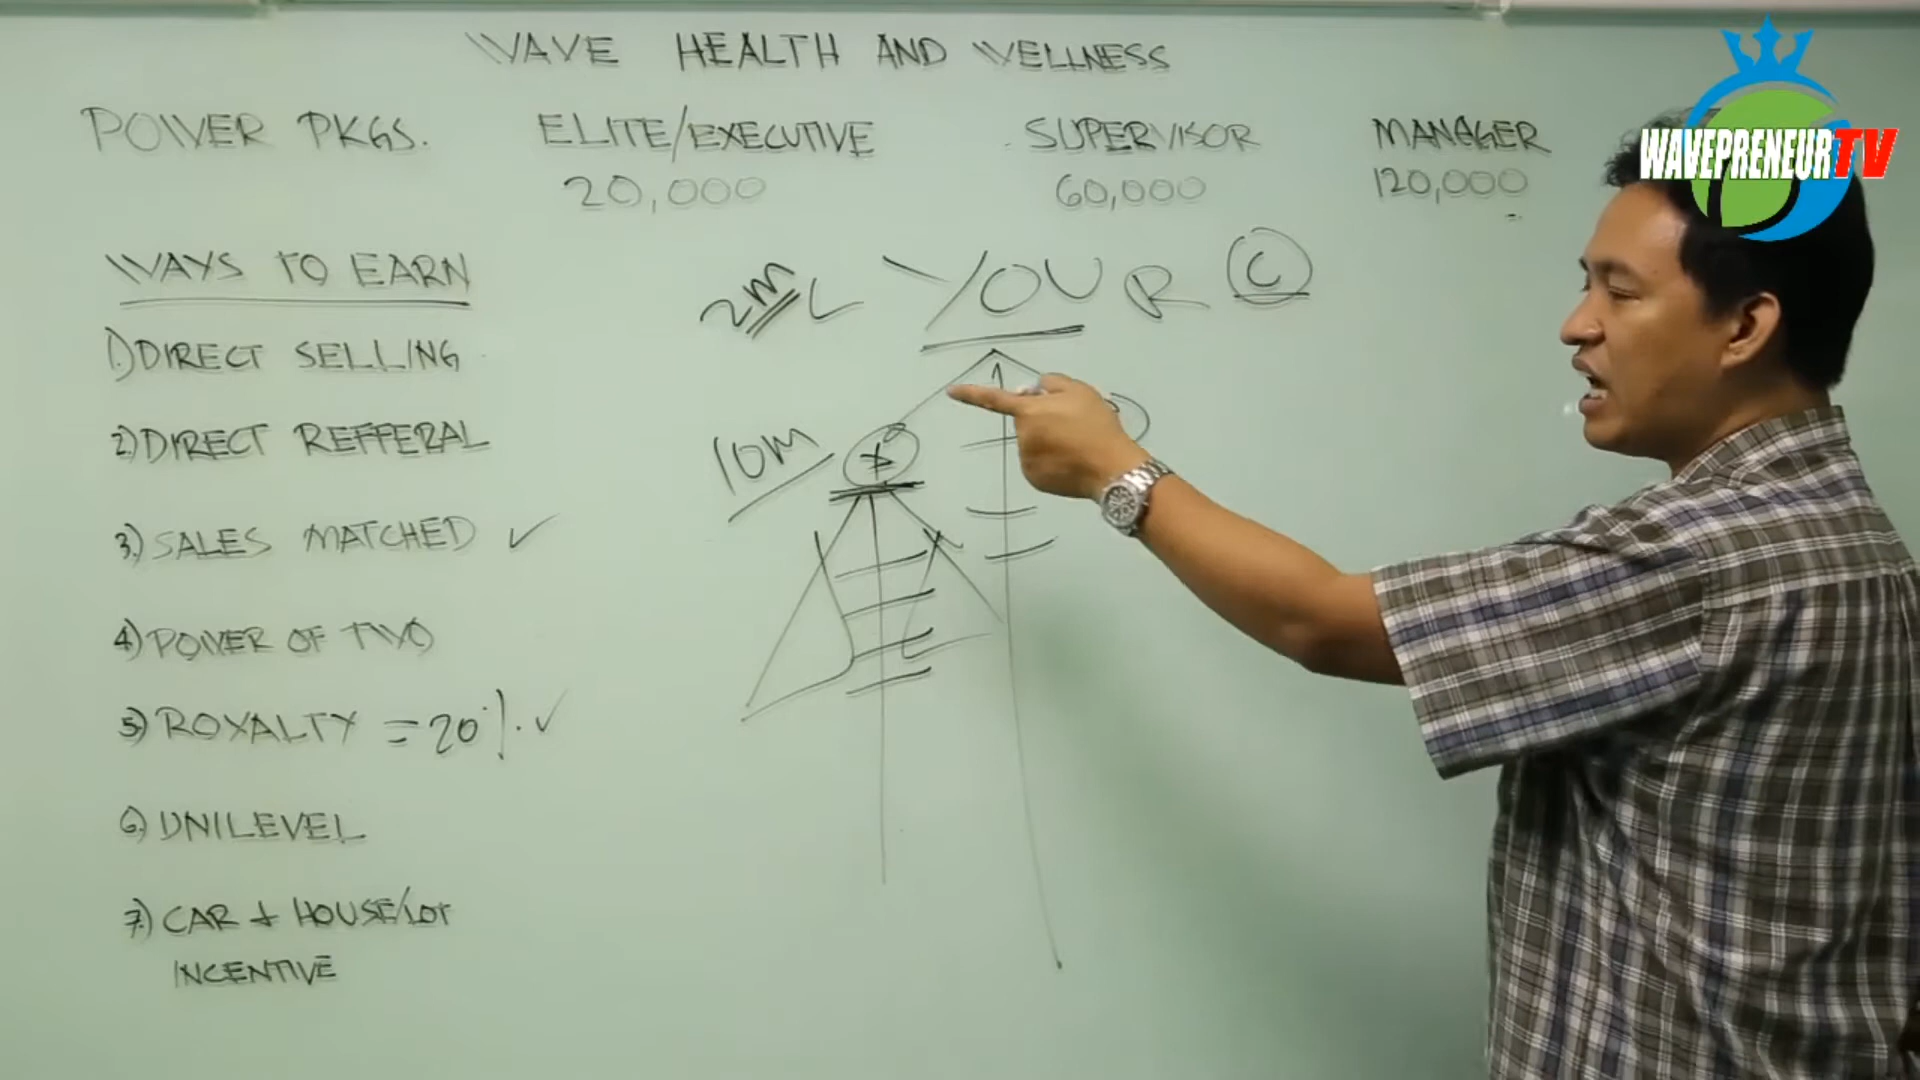 WAVE HEALTH AND WELLNESS
POWER PKGS. ELITE/EXECUTIVE SUPERVISOR MANAGER
20,000 60,000 120,000
WAVEPRENEURTV
WAYS TO EARN
2M L YOU R C
1.) DIRECT SELLING
2.) DIRECT REFFERAL
10M
3.) SALES MATCHED ✓
4.) POWER OF TWO
5.) ROYALTY = 20% ✓
6.) UNILEVEL
7.) CAR + HOUSE/LOT
INCENTIVE